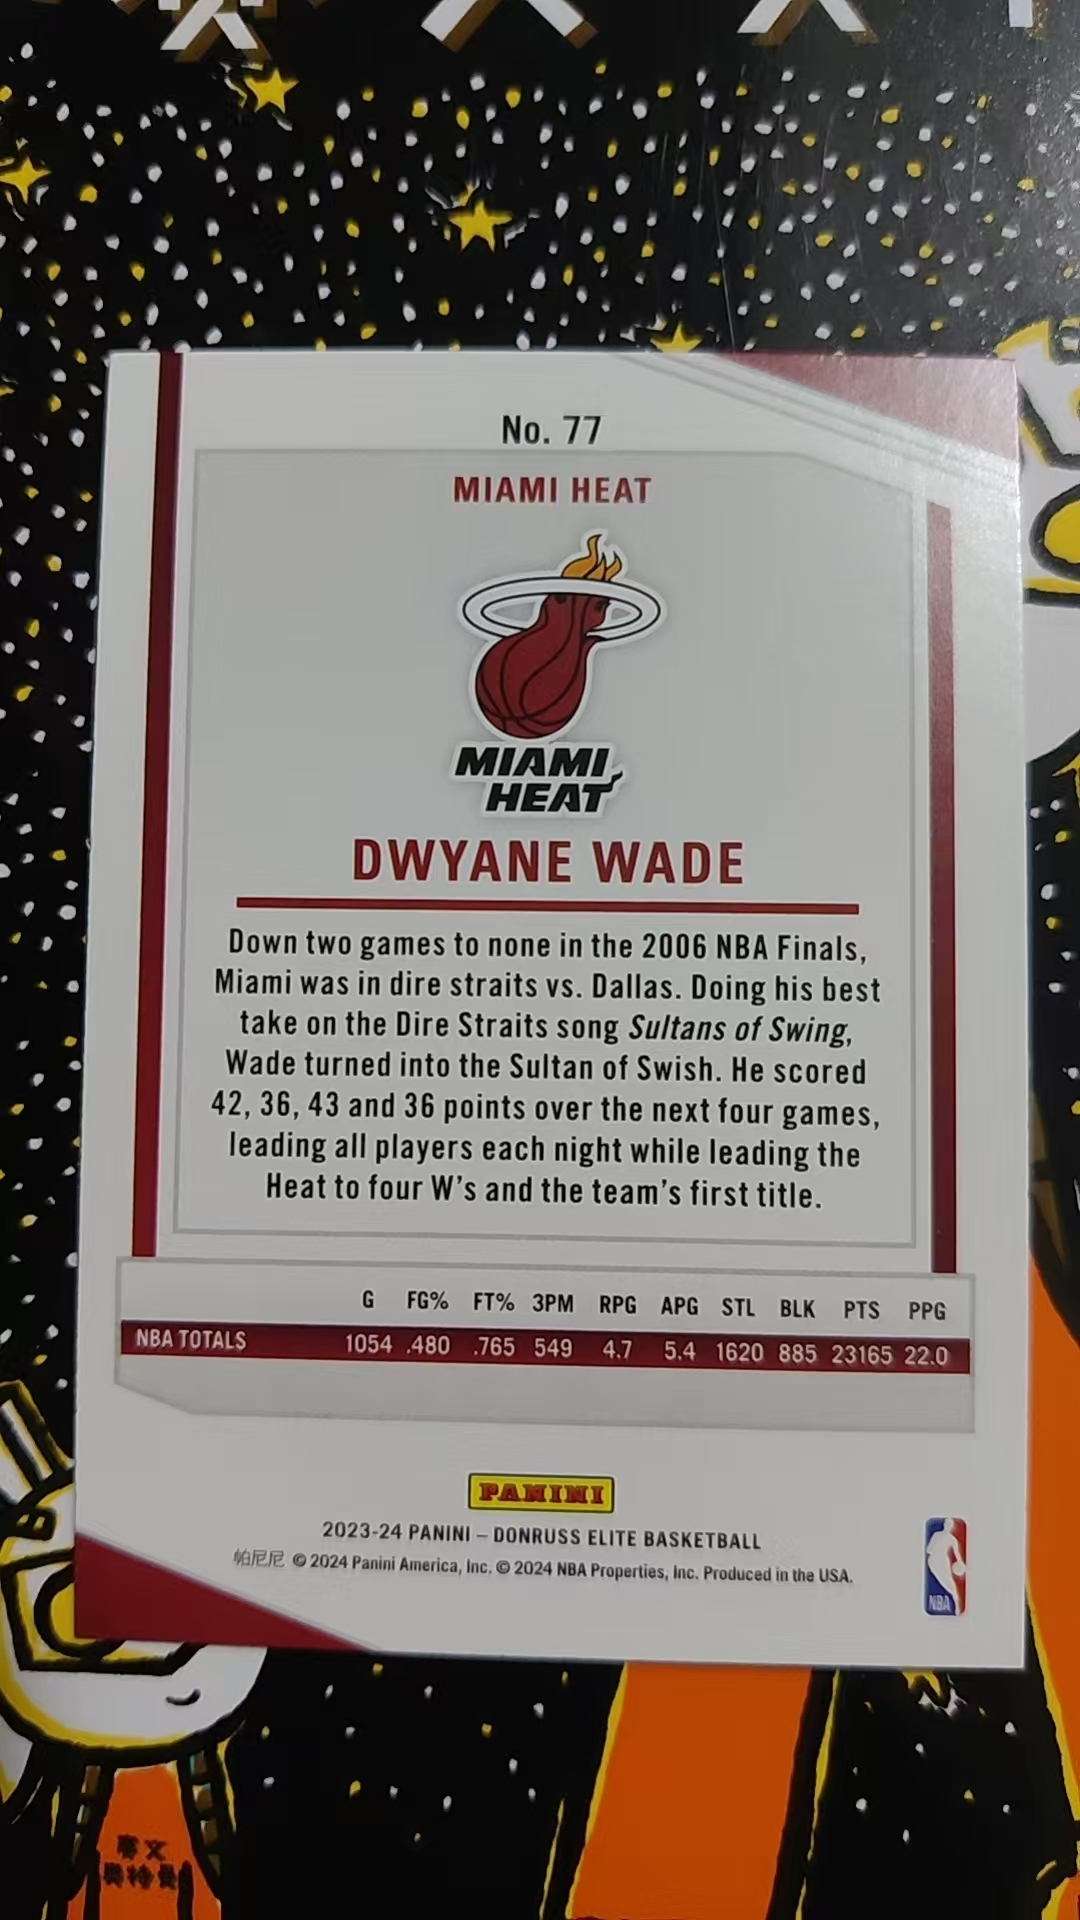 No. 77
MIAMI HEAT
MIAMI
HEAT
DWYANE WADE
Down two games to none in the 2006 NBA Finals,
Miami was in dire straits vs. Dallas. Doing his best
take on the Dire Straits song Sultans of Swing,
Wade turned into the Sultan of Swish. He scored
42, 36, 43 and 36 points over the next four games,
leading all players each night while leading the
Heat to four W's and the team's first title.
G FG% FT% 3PM RPG APG STL BLK PTS PPG
NBA TOTALS 1054 .480 .765 549 4.7 5.4 1620 885 23165 22.0
PANINI
2023-24 PANINI – DONRUSS ELITE BASKETBALL
帕尼尼 © 2024 Panini America, Inc. © 2024 NBA Properties, Inc. Produced in the USA.
NBA